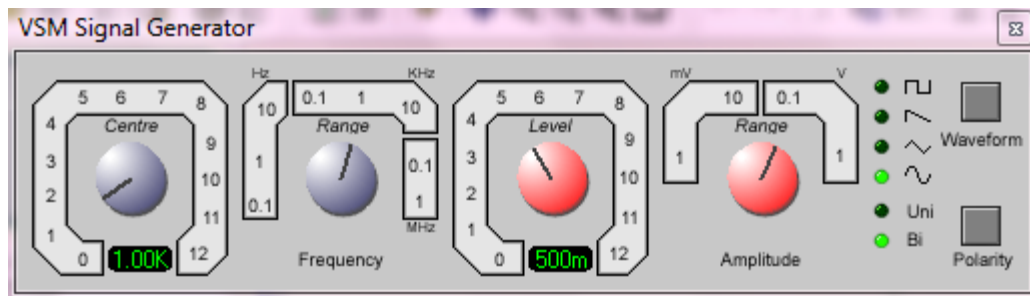 VSM Signal Generator
Hz KHz mV V
5 6 7 8 10 0.1 1 10 5 6 7 8 10 0.1
4 Centre Range 4 Level Range
3 9 1 0.1 3 9 1 1 Waveform
2 10 0.1 1 2 10
1 11 MHz 1 11 Uni
0 1.00K 12 0 500m 12 Bi
Frequency Amplitude Polarity